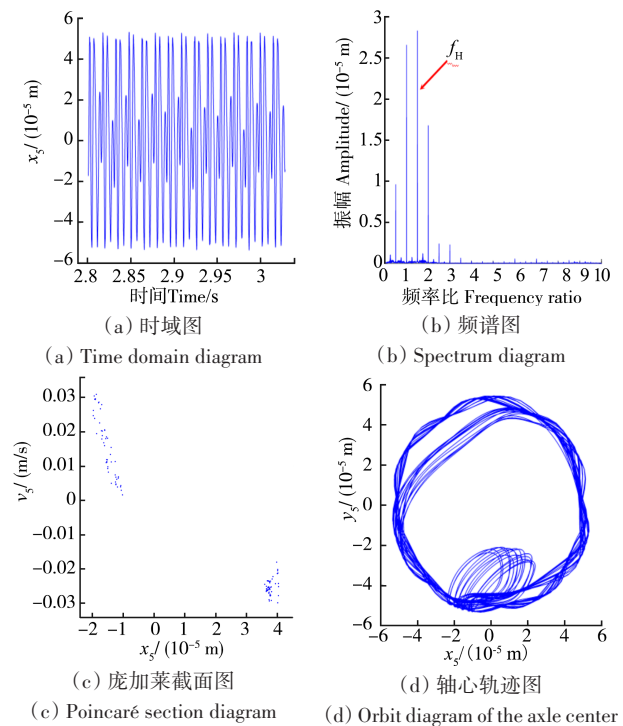 6
4
2
0
−2
−4
−6
x5/ (10−5 m)
2.8 2.85 2.9 2.95 3
时间Time/s
(a) 时域图
(a) Time domain diagram
3
2.5
2
1.5
1
0.5
0
振幅 Amplitude/ (10−5 m)
fH
0 1 2 3 4 5 6 7 8 9 10
频率比 Frequency ratio
(b) 频谱图
(b) Spectrum diagram
0.03
0.02
0.01
0
−0.01
−0.02
−0.03
v5/ (m/s)
−2 −1 0 1 2 3 4
x5/ (10−5 m)
(c) 庞加莱截面图
(c) Poincaré section diagram
6
4
2
0
−2
−4
−6
y5/ (10−5 m)
−6 −4 −2 0 2 4 6
x5/ (10−5 m)
(d) 轴心轨迹图
(d) Orbit diagram of the axle center